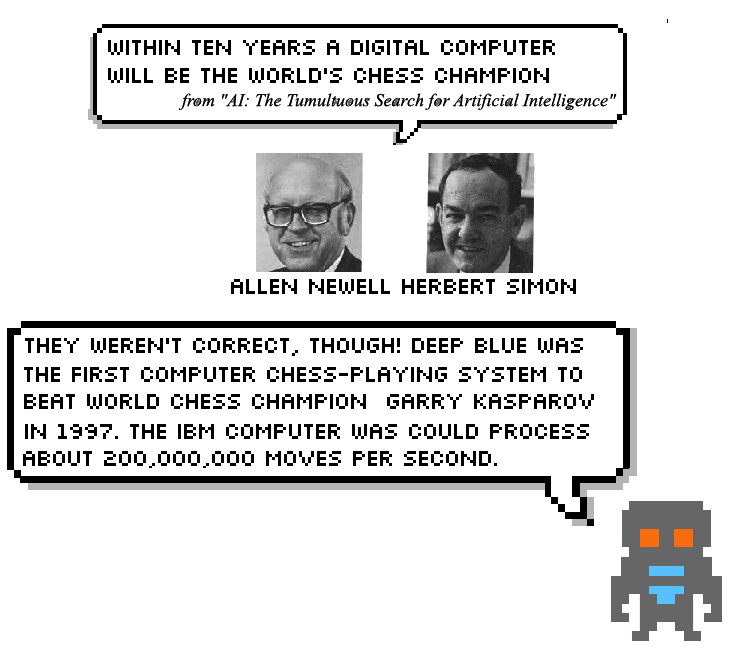 WITHIN TEN YEARS A DIGITAL COMPUTER
WILL BE THE WORLD'S CHESS CHAMPION
from "AI: The Tumultuous Search for Artificial Intelligence"
ALLEN NEWELL HERBERT SIMON
THEY WEREN'T CORRECT, THOUGH! DEEP BLUE WAS
THE FIRST COMPUTER CHESS-PLAYING SYSTEM TO
BEAT WORLD CHESS CHAMPION GARRY KASPAROV
IN 1997. THE IBM COMPUTER WAS COULD PROCESS
ABOUT 200,000,000 MOVES PER SECOND.